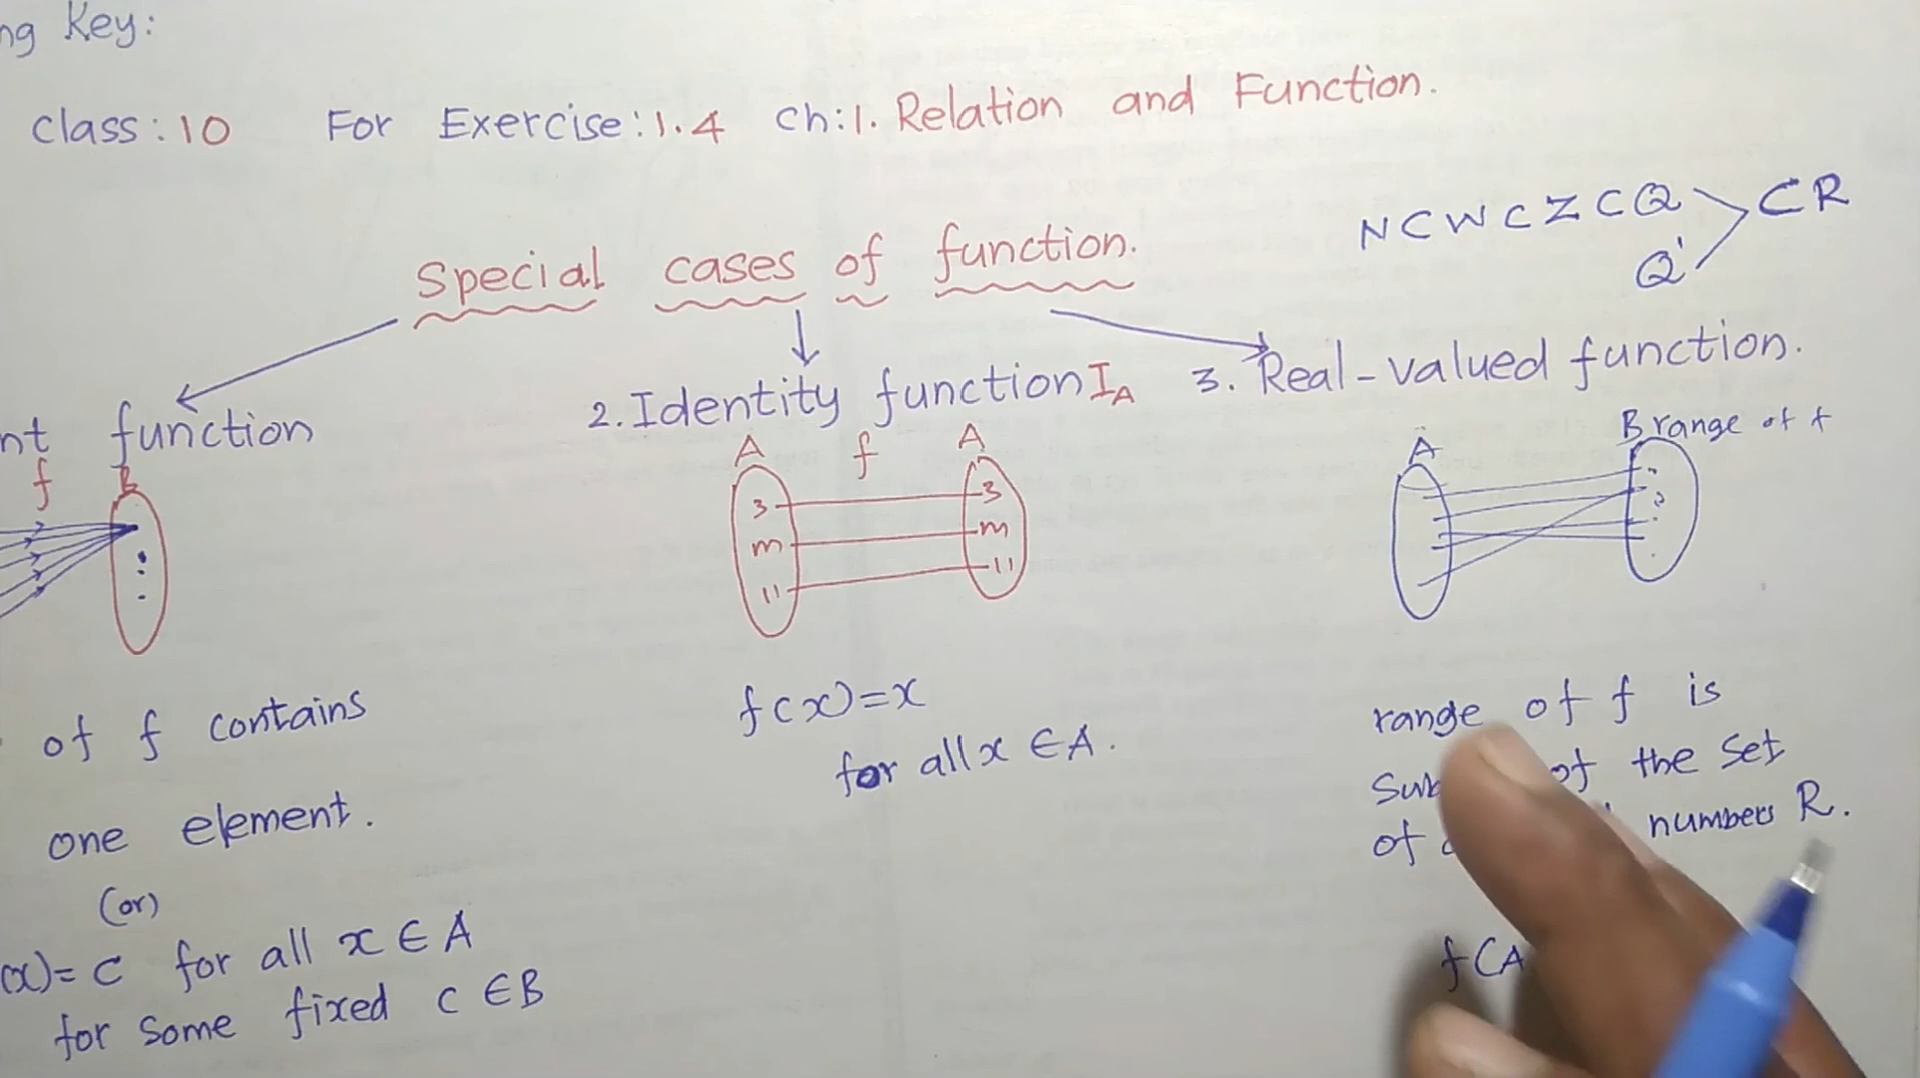 ng Key:
Class: 10 For Exercise: 1.4 Ch: 1. Relation and Function.
N ⊂ W ⊂ Z ⊂ Q ⊂ R
Q'
Special cases of function.
nt function
2. Identity function I_A
3. Real-valued function.
f B
A f A
3 3
m m
11 11
A B range of f
of f contains
one element.
(or)
(x) = c for all x ∈ A
for some fixed c ∈ B
f(x) = x
for all x ∈ A.
range of f is
of the set
of numbers R.
f(A